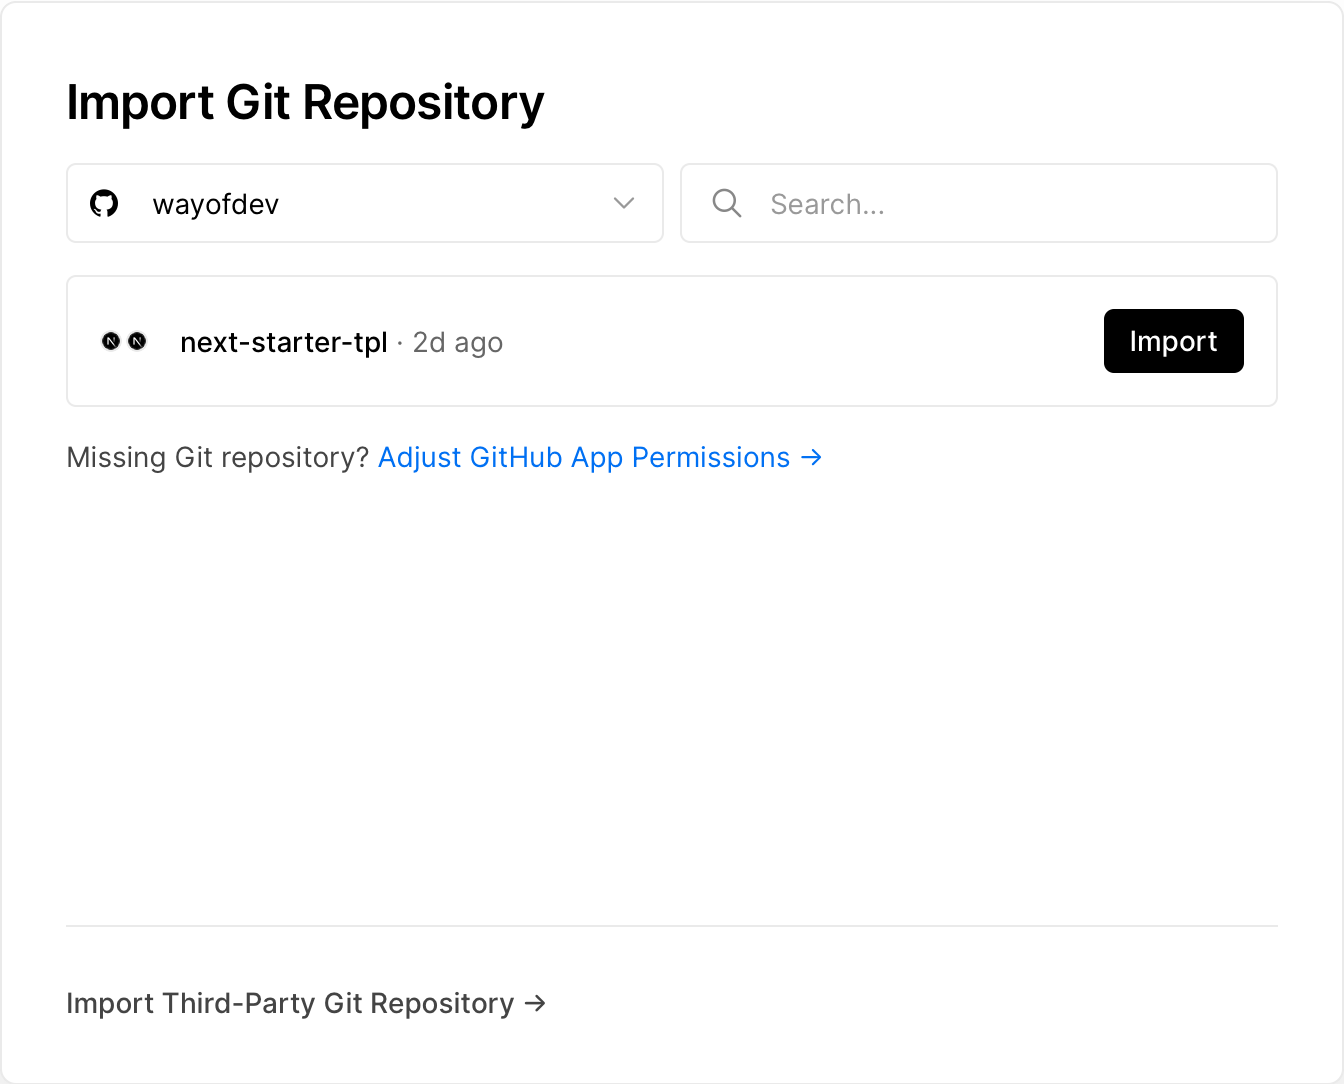 Import Git Repository
wayofdev
Search...
N N next-starter-tpl · 2d ago
Import
Missing Git repository? Adjust GitHub App Permissions →
Import Third-Party Git Repository →